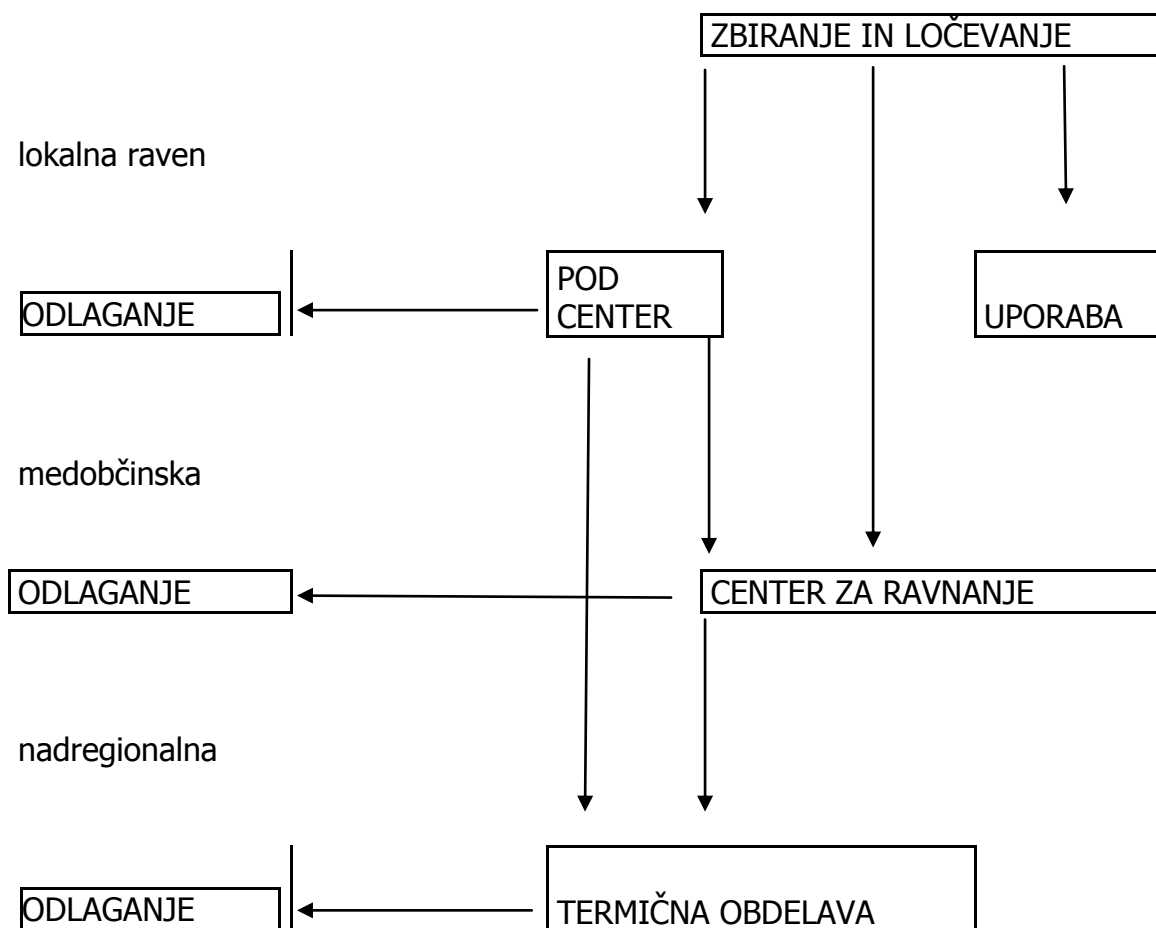 ZBIRANJE IN LOČEVANJE
lokalna raven
POD
CENTER
ODLAGANJE
UPORABA
medobčinska
ODLAGANJE
CENTER ZA RAVNANJE
nadregionalna
ODLAGANJE
TERMIČNA OBDELAVA